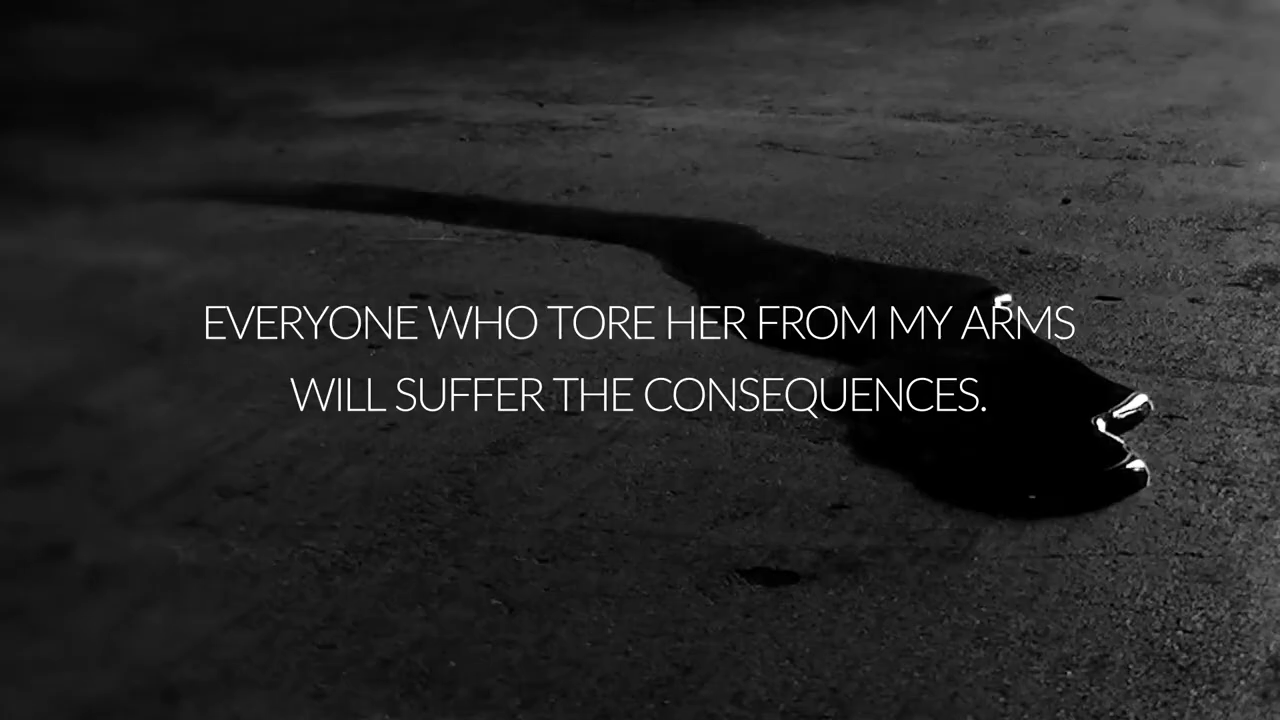 EVERYONE WHO TORE HER FROM MY ARMS
WILL SUFFER THE CONSEQUENCES.